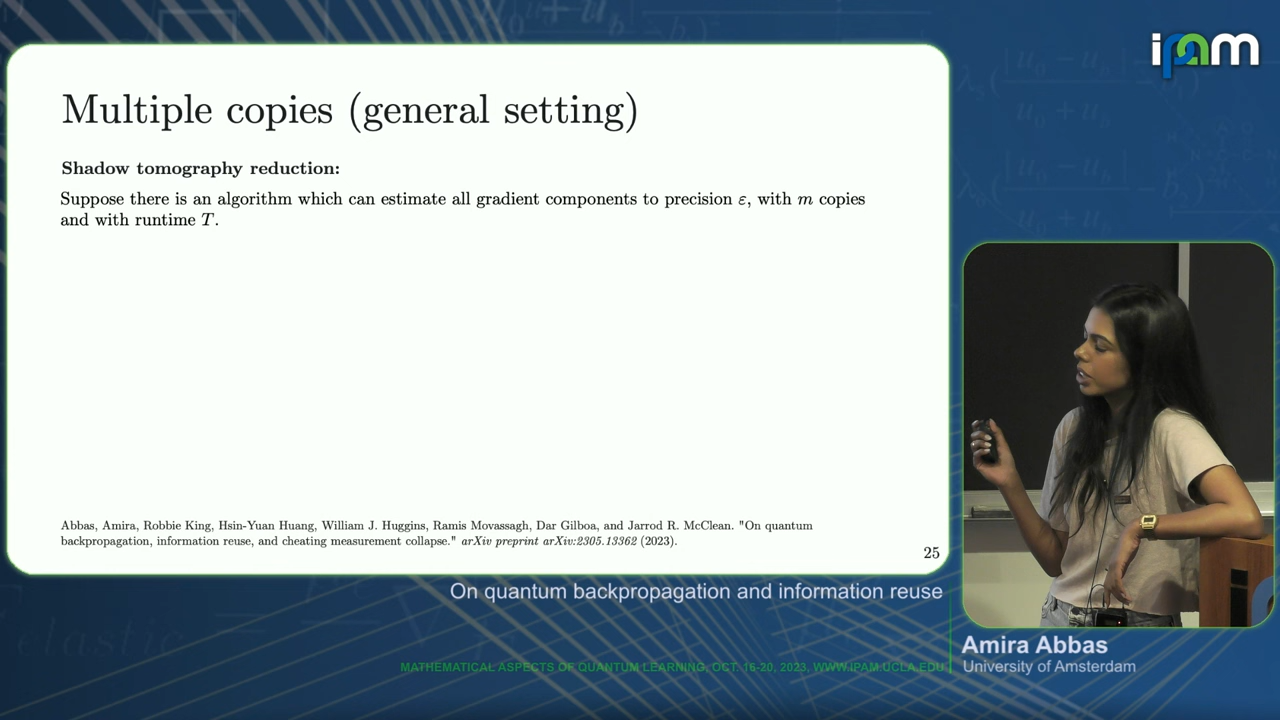 ipam
Multiple copies (general setting)
Shadow tomography reduction:
Suppose there is an algorithm which can estimate all gradient components to precision ε, with m copies
and with runtime T.
Abbas, Amira, Robbie King, Hsin-Yuan Huang, William J. Huggins, Ramis Movassagh, Dar Gilboa, and Jarrod R. McClean. "On quantum
backpropagation, information reuse, and cheating measurement collapse." arXiv preprint arXiv:2305.13362 (2023).
25
On quantum backpropagation and information reuse
Amira Abbas
University of Amsterdam
MATHEMATICAL ASPECTS OF QUANTUM LEARNING, OCT. 16-20, 2023, WWW.IPAM.UCLA.EDU
elastic